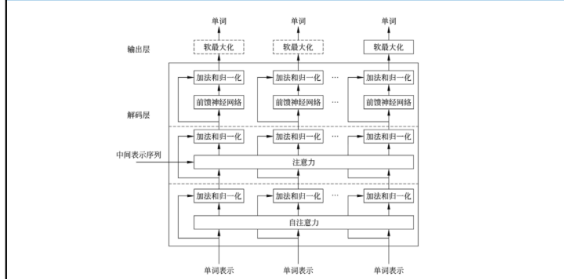 单词 单词 单词
输出层 软最大化 软最大化 软最大化
加法和归一化 加法和归一化 … 加法和归一化
前馈神经网络 前馈神经网络 … 前馈神经网络
解码层
加法和归一化 加法和归一化 … 加法和归一化
中间表示序列 注意力
加法和归一化 加法和归一化 … 加法和归一化
自注意力
单词表示 单词表示 单词表示